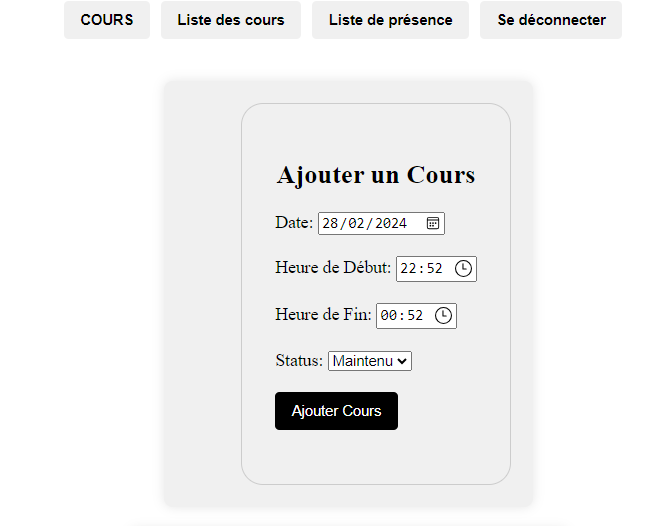 COURS Liste des cours Liste de présence Se déconnecter
Ajouter un Cours
Date: 28/02/2024
Heure de Début: 22:52
Heure de Fin: 00:52
Status: Maintenu
Ajouter Cours